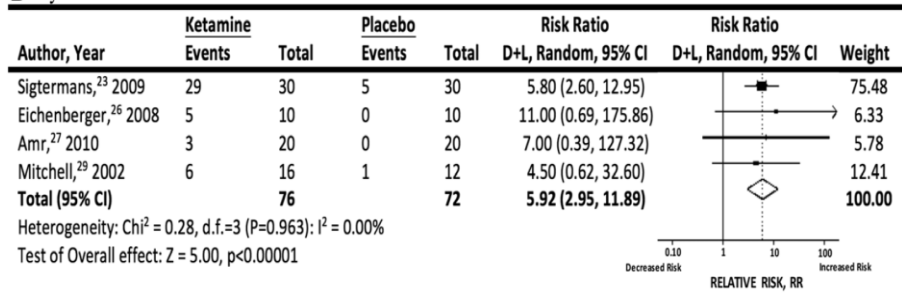 Ketamine Placebo Risk Ratio Risk Ratio
Author, Year Events Total Events Total D+L, Random, 95% CI D+L, Random, 95% CI Weight
Sigtermans,²³ 2009 29 30 5 30 5.80 (2.60, 12.95) 75.48
Eichenberger,²⁶ 2008 5 10 0 10 11.00 (0.69, 175.86) 6.33
Amr,²⁷ 2010 3 20 0 20 7.00 (0.39, 127.32) 5.78
Mitchell,²⁹ 2002 6 16 1 12 4.50 (0.62, 32.60) 12.41
Total (95% CI) 76 72 5.92 (2.95, 11.89) 100.00
Heterogeneity: Chi² = 0.28, d.f.=3 (P=0.963): I² = 0.00%
Test of Overall effect: Z = 5.00, p<0.00001
0.10 1 10 100
Decreased Risk Increased Risk
RELATIVE RISK, RR